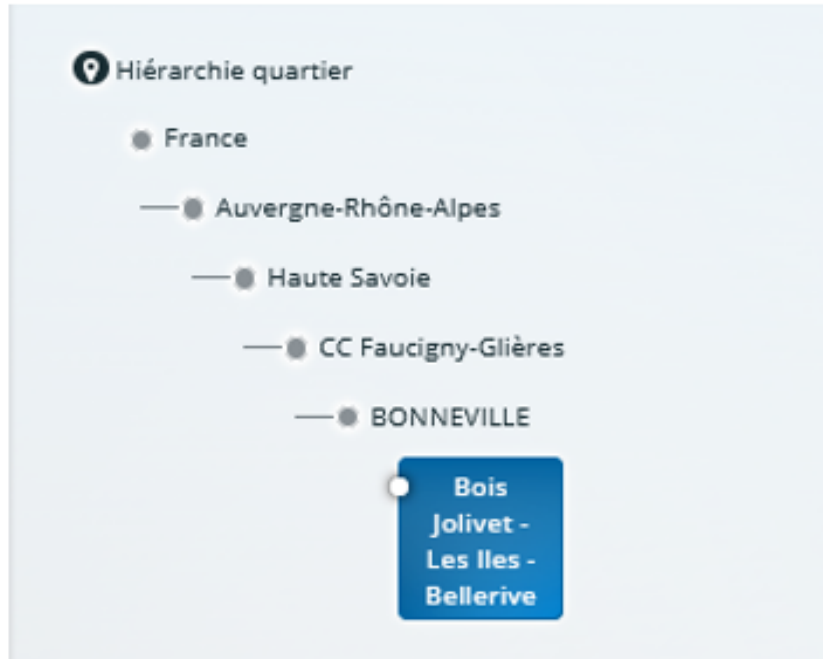 Hiérarchie quartier
France
Auvergne-Rhône-Alpes
Haute Savoie
CC Faucigny-Glières
BONNEVILLE
Bois
Jolivet -
Les Iles -
Bellerive